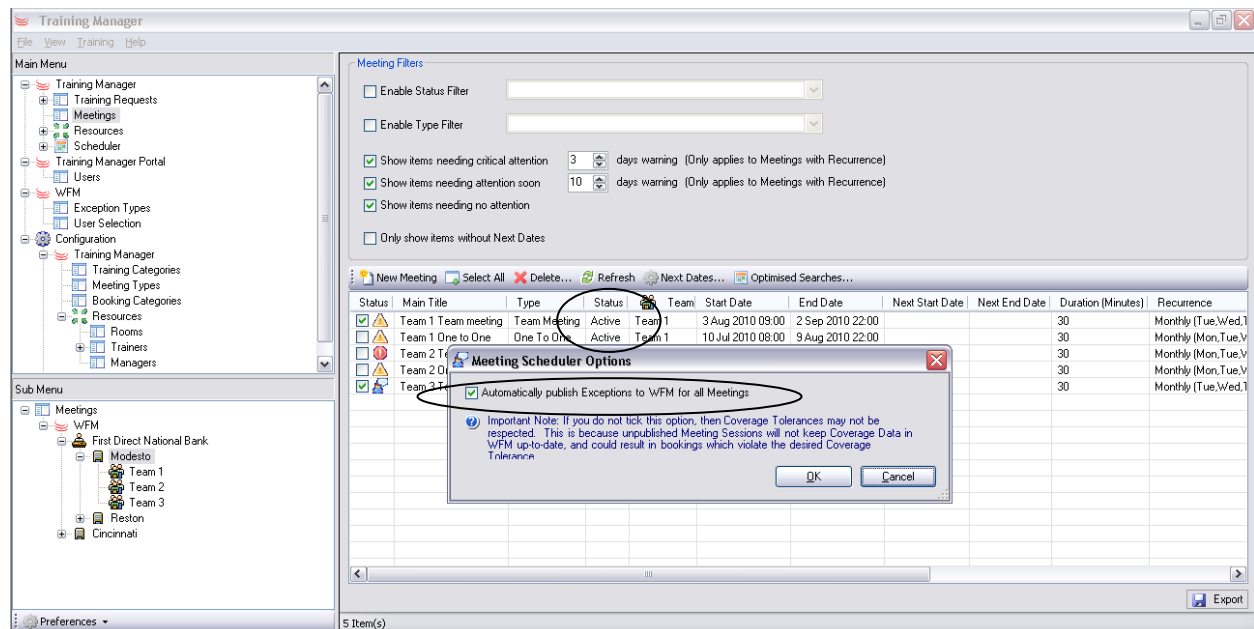 Training Manager
File View Training Help
Main Menu
Training Manager
Training Requests
Meetings
Resources
Scheduler
Training Manager Portal
Users
WFM
Exception Types
User Selection
Configuration
Training Manager
Training Categories
Meeting Types
Booking Categories
Resources
Rooms
Trainers
Managers
Sub Menu
Meetings
WFM
First Direct National Bank
Modesto
Team 1
Team 2
Team 3
Reston
Cincinnati
Preferences
Meeting Filters
Enable Status Filter
Enable Type Filter
Show items needing critical attention 3 days warning (Only applies to Meetings with Recurrence)
Show items needing attention soon 10 days warning (Only applies to Meetings with Recurrence)
Show items needing no attention
Only show items without Next Dates
New Meeting Select All Delete... Refresh Next Dates... Optimised Searches...
Status Main Title Type Status Team Start Date End Date Next Start Date Next End Date Duration (Minutes) Recurrence
Team 1 Team meeting Team Meeting Active Team 1 3 Aug 2010 09:00 2 Sep 2010 22:00 30 Monthly (Tue,Wed,
Team 1 One to One One To One Active Team 1 10 Jul 2010 08:00 9 Aug 2010 22:00 30 Monthly (Mon,Tue,
Team 2 30 Monthly (Mon,Tue,
Team 2 30 Monthly (Mon,Tue,
Team 3 30 Monthly (Tue,Wed,
Meeting Scheduler Options
Automatically publish Exceptions to WFM for all Meetings
Important Note: If you do not tick this option, then Coverage Tolerances may not be
respected. This is because unpublished Meeting Sessions will not keep Coverage Data in
WFM up-to-date, and could result in bookings which violate the desired Coverage
Tolerance
OK Cancel
Export
5 Item(s)